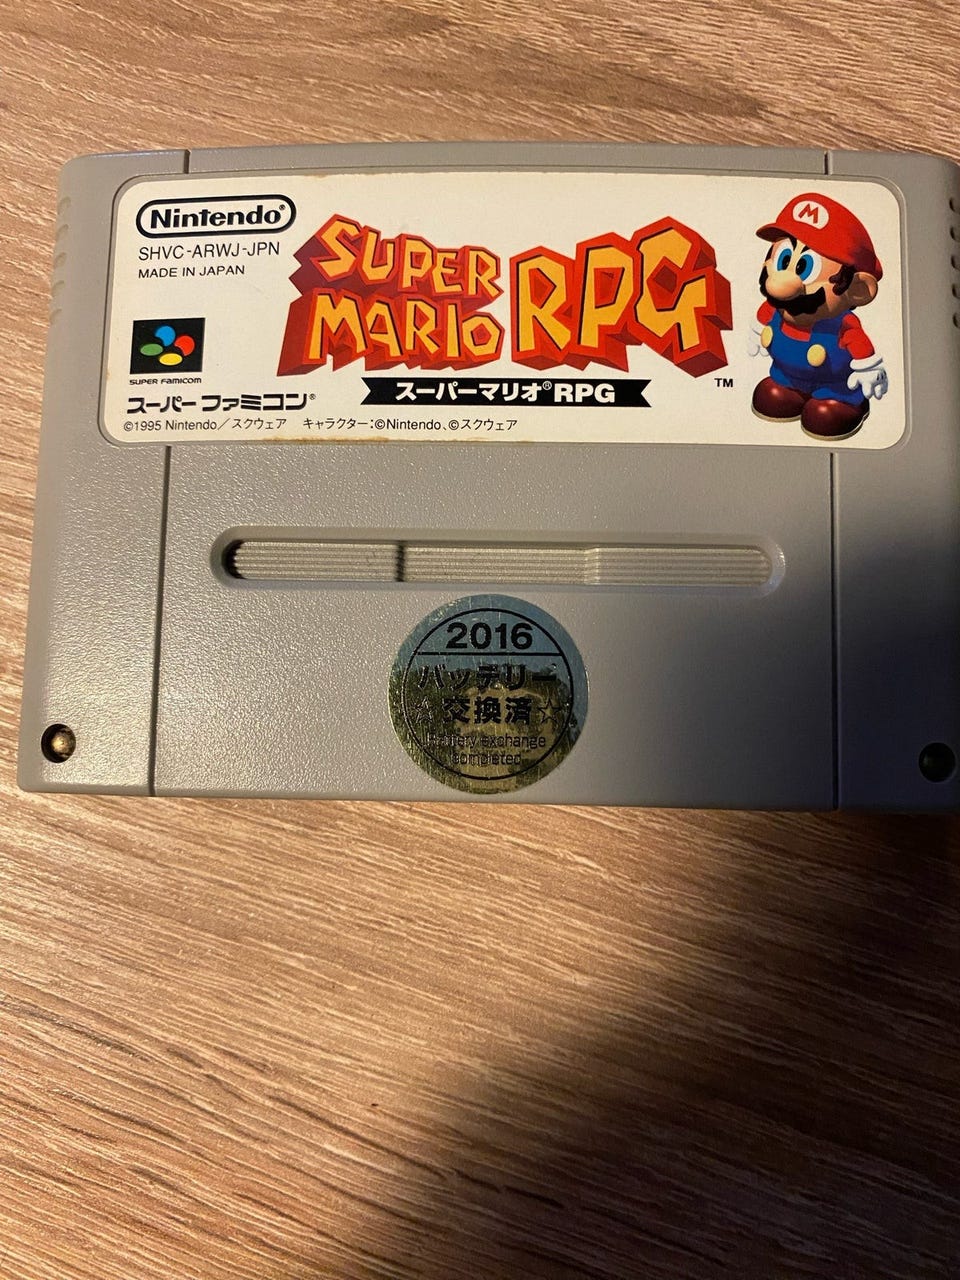 Nintendo®
SHVC-ARWJ-JPN
MADE IN JAPAN
SUPER
MARIO RPG
TM
スーパーマリオ®RPG
SUPER FAMICOM
スーパーファミコン®
©1995 Nintendo／スクウェア キャラクター:©Nintendo、©スクウェア
M
2016
バッテリー
☆交換済☆
Battery exchange
completed